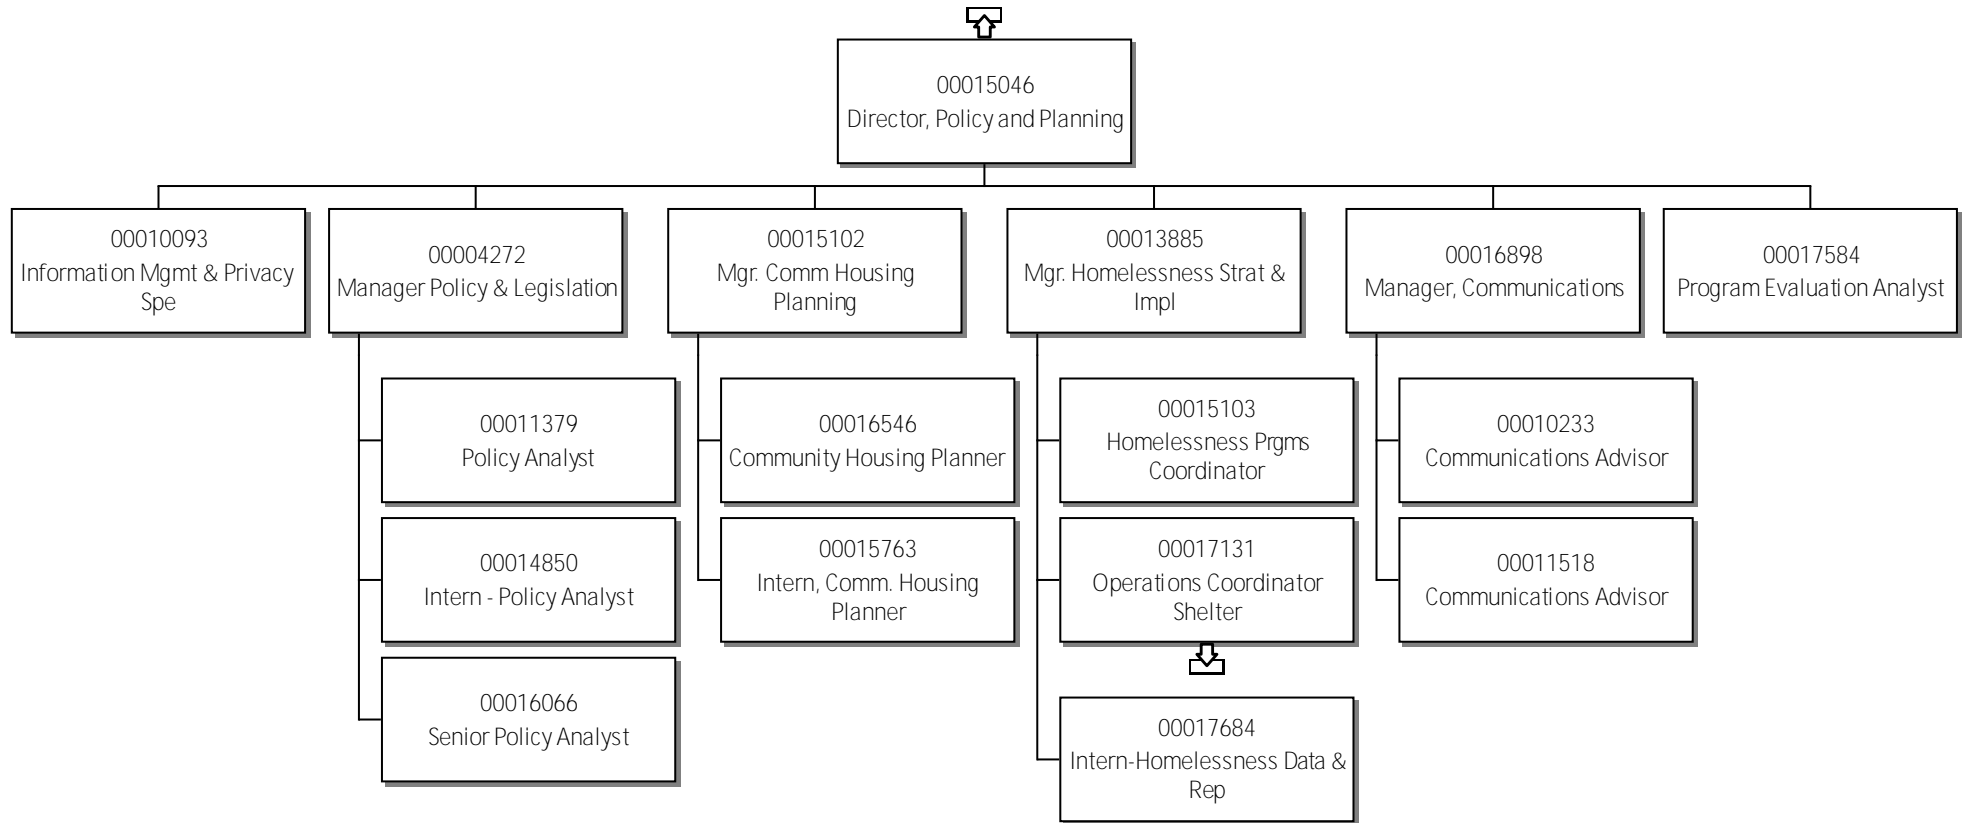 00015046
Director, Policy and Planning
00010093
Information Mgmt & Privacy
Spe
00004272
Manager Policy & Legislation
00015102
Mgr. Comm Housing
Planning
00013885
Mgr. Homelessness Strat &
Impl
00016898
Manager, Communications
00017584
Program Evaluation Analyst
00011379
Policy Analyst
00014850
Intern - Policy Analyst
00016066
Senior Policy Analyst
00016546
Community Housing Planner
00015763
Intern, Comm. Housing
Planner
00015103
Homelessness Prgms
Coordinator
00017131
Operations Coordinator
Shelter
00017684
Intern-Homelessness Data &
Rep
00010233
Communications Advisor
00011518
Communications Advisor